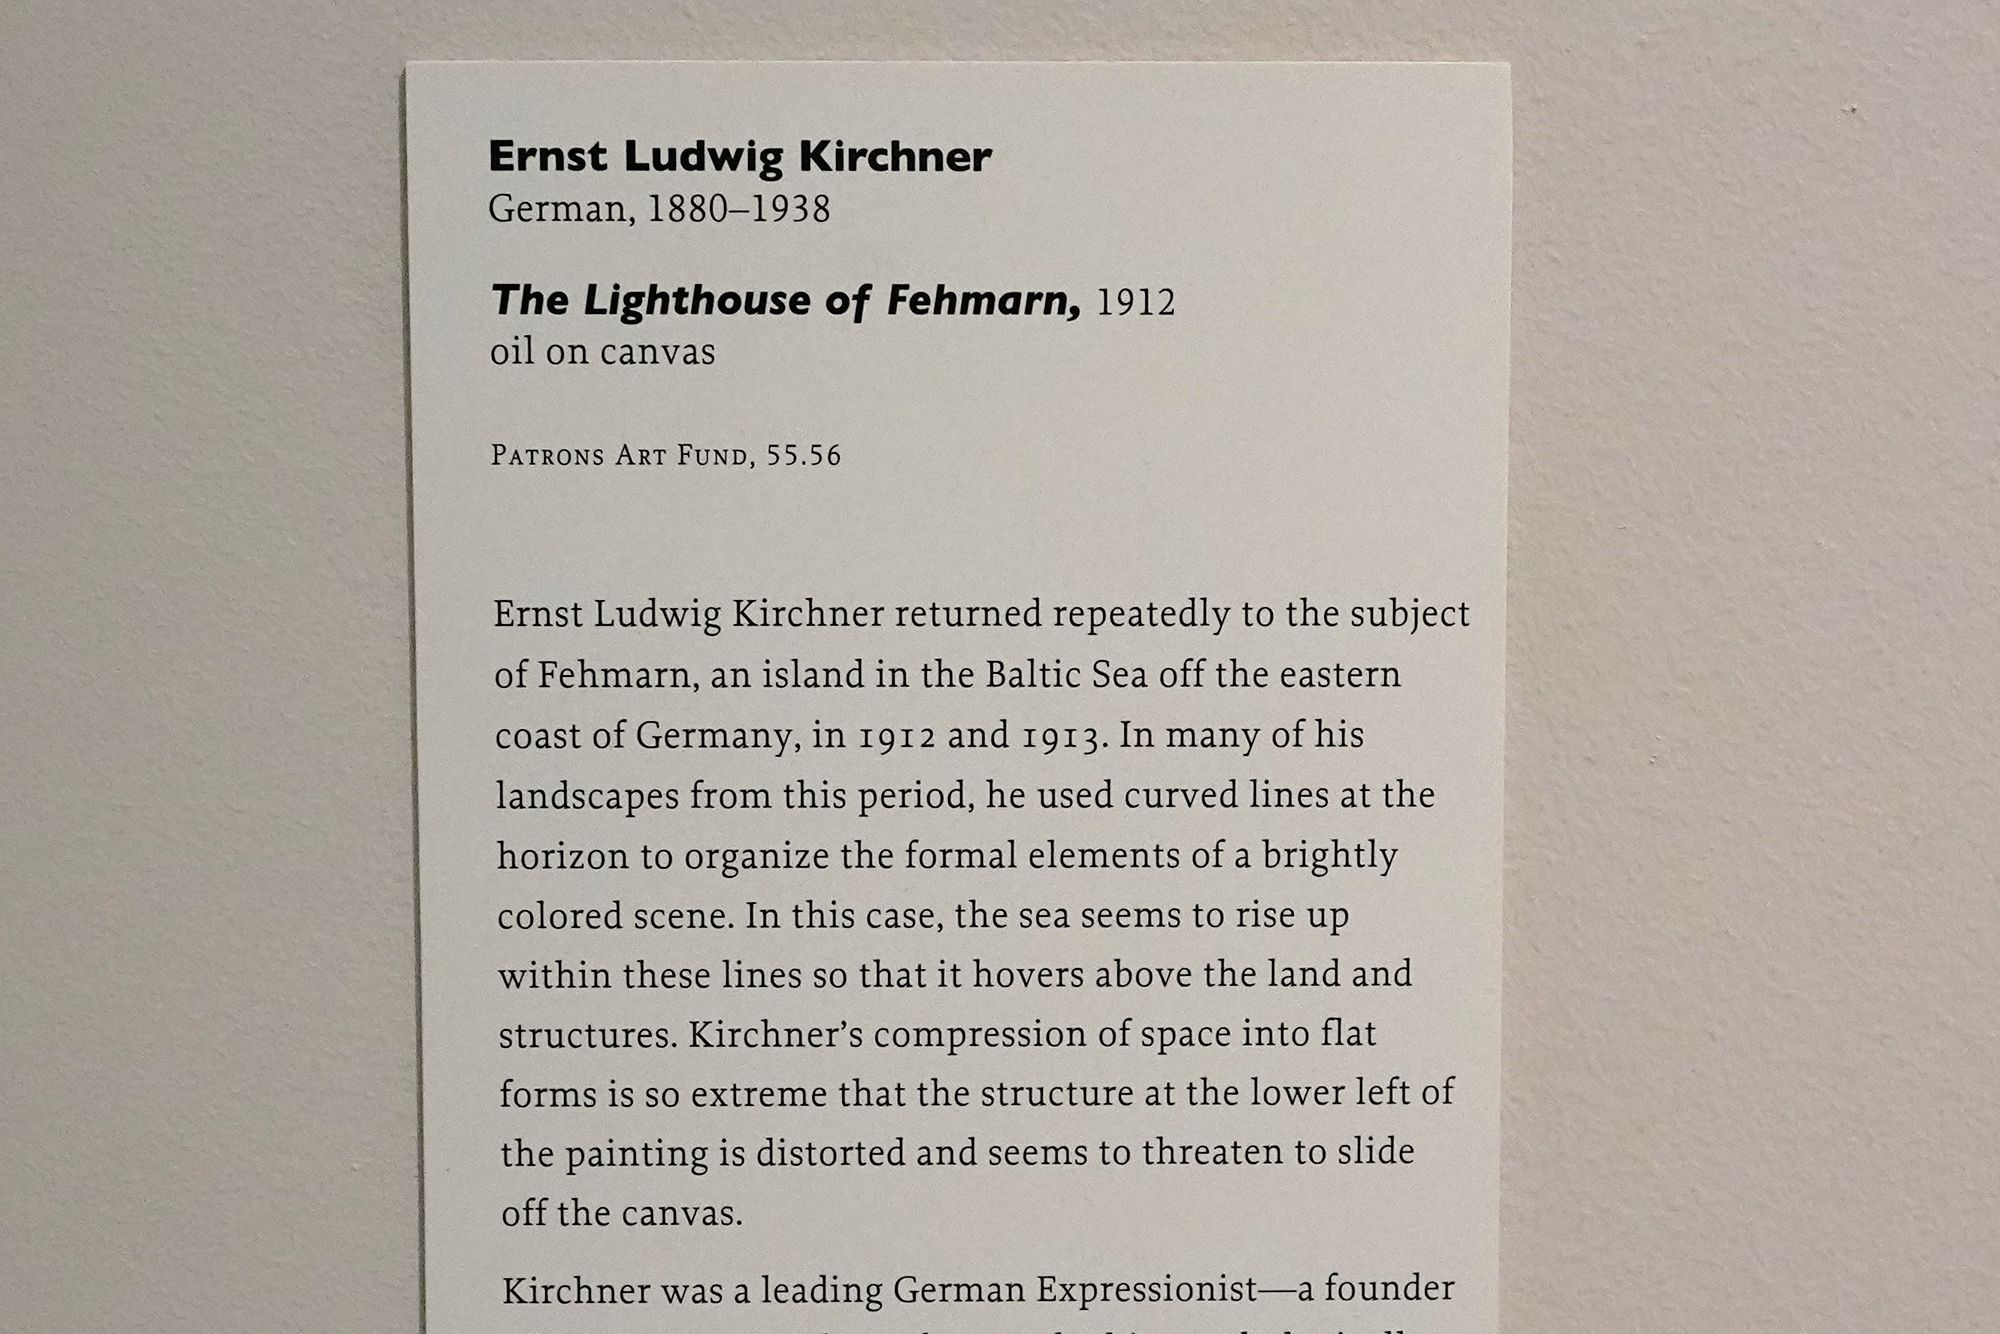 Ernst Ludwig Kirchner
German, 1880–1938
The Lighthouse of Fehmarn, 1912
oil on canvas
Patrons Art Fund, 55.56
Ernst Ludwig Kirchner returned repeatedly to the subject
of Fehmarn, an island in the Baltic Sea off the eastern
coast of Germany, in 1912 and 1913. In many of his
landscapes from this period, he used curved lines at the
horizon to organize the formal elements of a brightly
colored scene. In this case, the sea seems to rise up
within these lines so that it hovers above the land and
structures. Kirchner’s compression of space into flat
forms is so extreme that the structure at the lower left of
the painting is distorted and seems to threaten to slide
off the canvas.
Kirchner was a leading German Expressionist—a founder